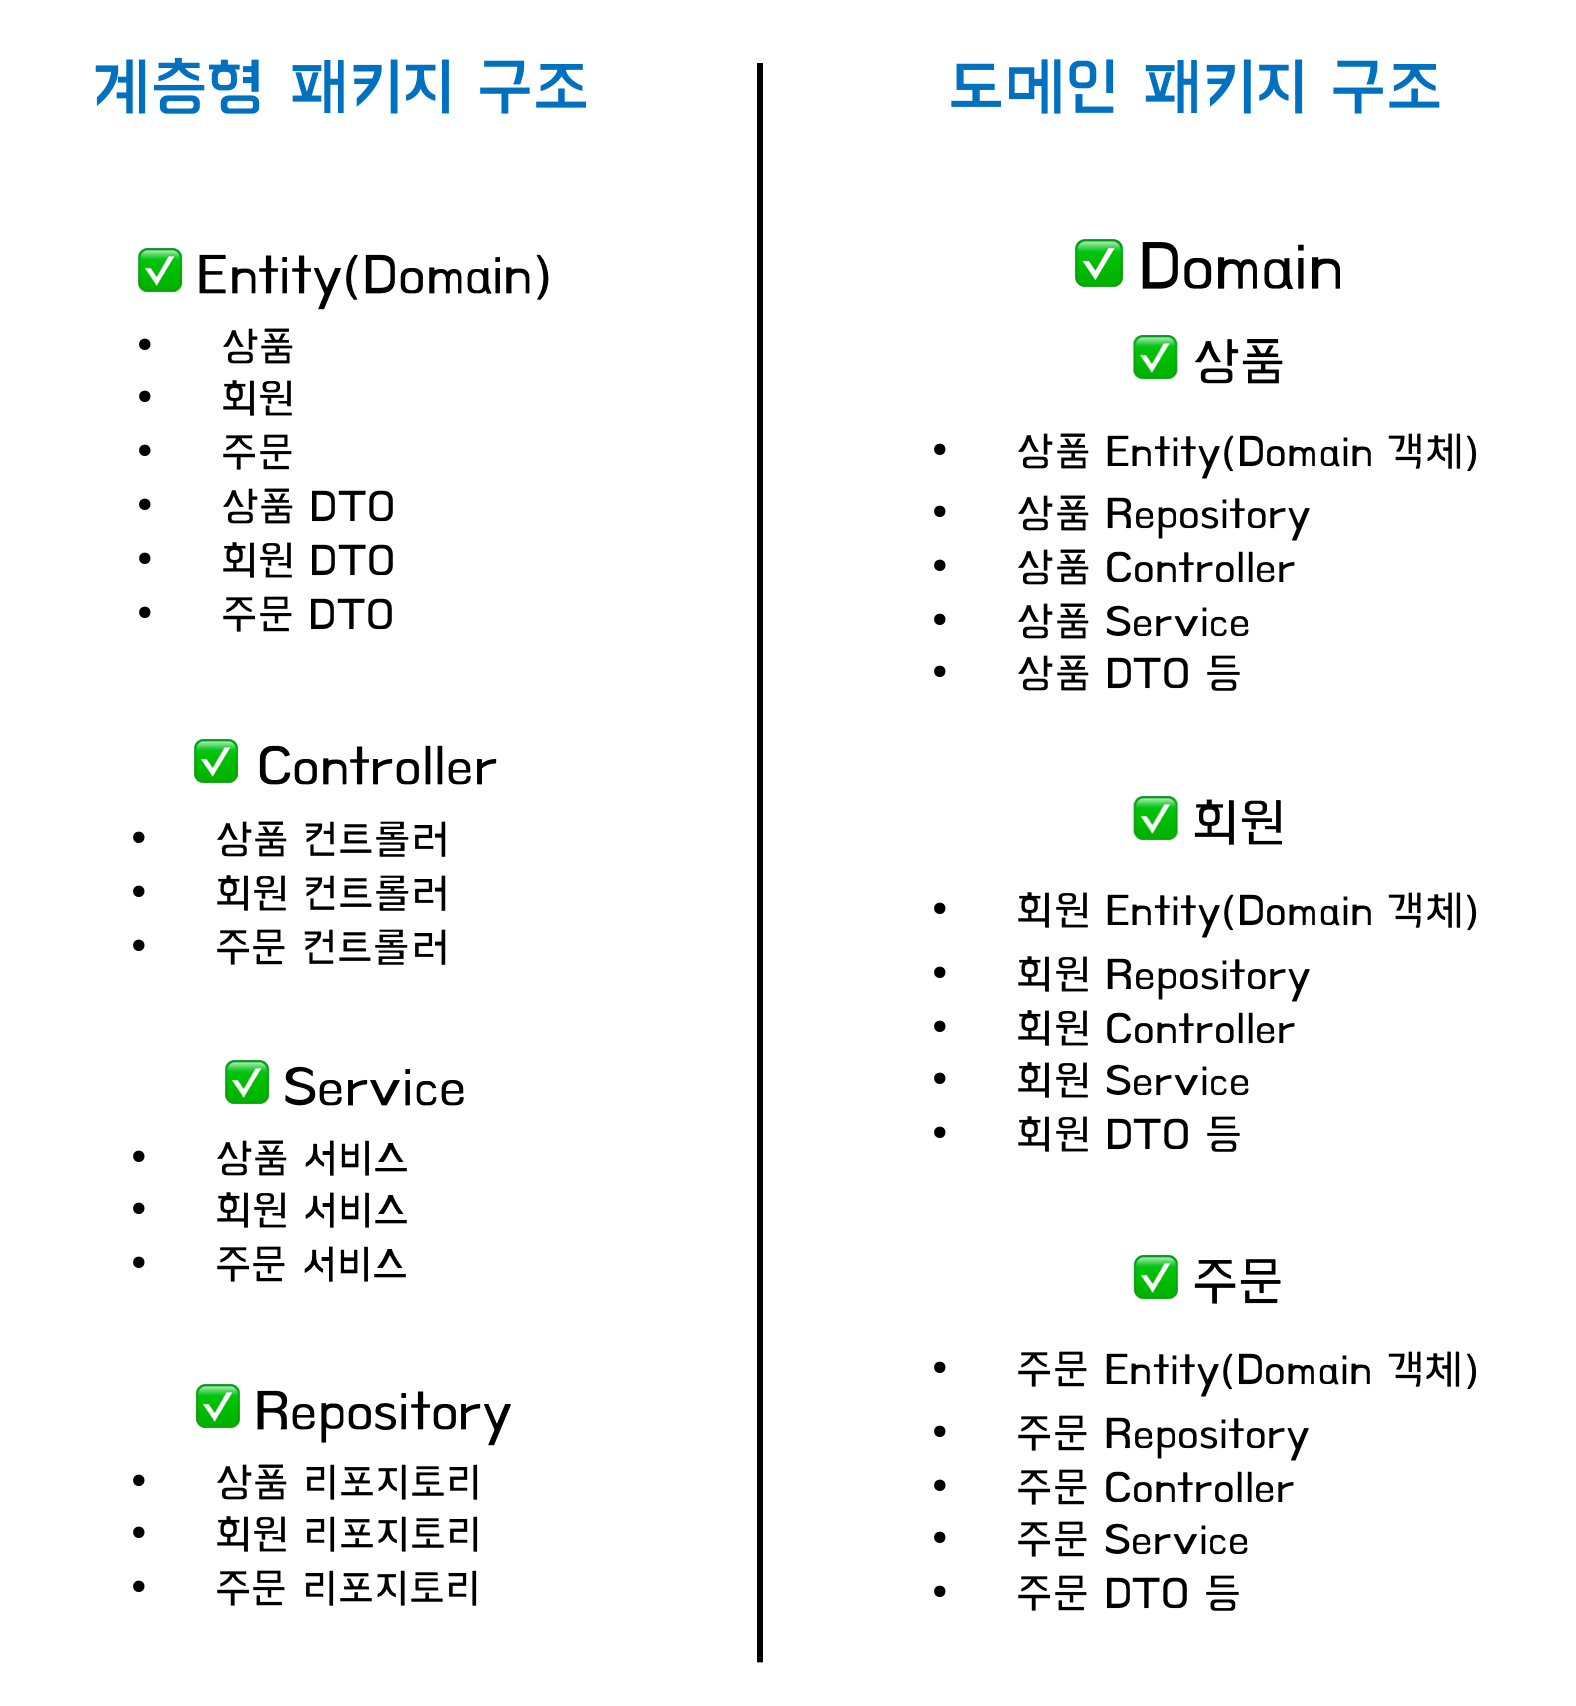 계층형 패키지 구조
✅ Entity(Domain)
• 상품
• 회원
• 주문
• 상품 DTO
• 회원 DTO
• 주문 DTO
✅ Controller
• 상품 컨트롤러
• 회원 컨트롤러
• 주문 컨트롤러
✅ Service
• 상품 서비스
• 회원 서비스
• 주문 서비스
✅ Repository
• 상품 리포지토리
• 회원 리포지토리
• 주문 리포지토리
도메인 패키지 구조
✅ Domain
✅ 상품
• 상품 Entity(Domain 객체)
• 상품 Repository
• 상품 Controller
• 상품 Service
• 상품 DTO 등
✅ 회원
• 회원 Entity(Domain 객체)
• 회원 Repository
• 회원 Controller
• 회원 Service
• 회원 DTO 등
✅ 주문
• 주문 Entity(Domain 객체)
• 주문 Repository
• 주문 Controller
• 주문 Service
• 주문 DTO 등